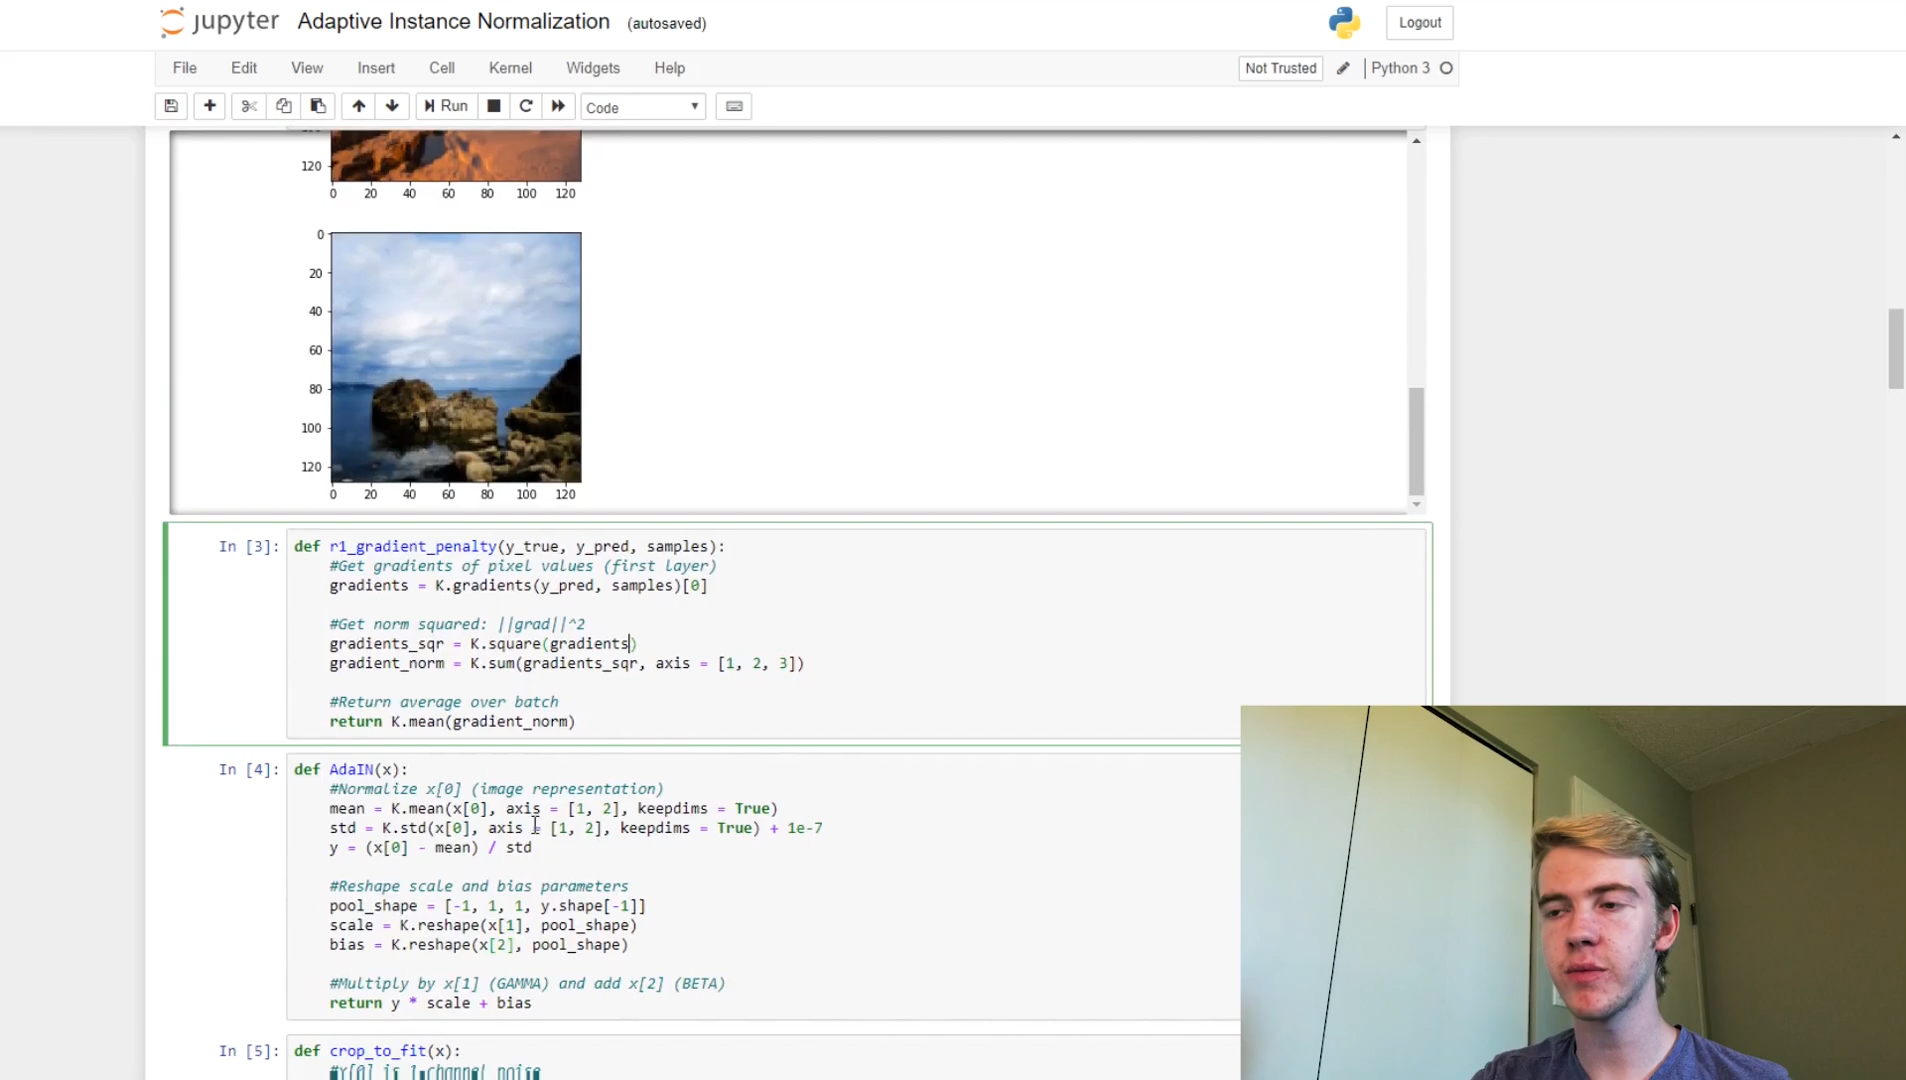 jupyter Adaptive Instance Normalization (autosaved) Logout
File Edit View Insert Cell Kernel Widgets Help Not Trusted Python 3
Run Code
120
0 20 40 60 80 100 120
0
20
40
60
80
100
120
0 20 40 60 80 100 120
In [3]: def r1_gradient_penalty(y_true, y_pred, samples):
#Get gradients of pixel values (first layer)
gradients = K.gradients(y_pred, samples)[0]
#Get norm squared: ||grad||^2
gradients_sqr = K.square(gradients)
gradient_norm = K.sum(gradients_sqr, axis = [1, 2, 3])
#Return average over batch
return K.mean(gradient_norm)
In [4]: def AdaIN(x):
#Normalize x[0] (image representation)
mean = K.mean(x[0], axis = [1, 2], keepdims = True)
std = K.std(x[0], axis = [1, 2], keepdims = True) + 1e-7
y = (x[0] - mean) / std
#Reshape scale and bias parameters
pool_shape = [-1, 1, 1, y.shape[-1]]
scale = K.reshape(x[1], pool_shape)
bias = K.reshape(x[2], pool_shape)
#Multiply by x[1] (GAMMA) and add x[2] (BETA)
return y * scale + bias
In [5]: def crop_to_fit(x):